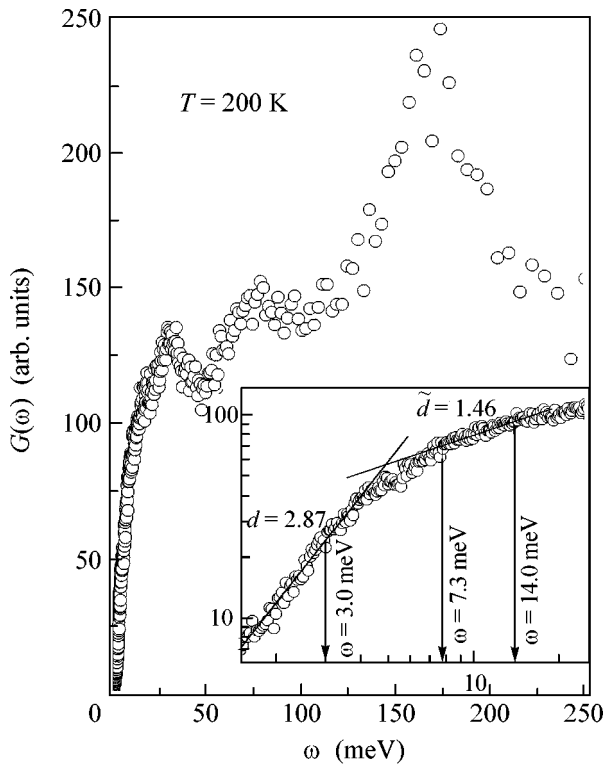 250
200
150
100
50
0
G(ω) (arb. units)
T = 200 K
100
10
d̃ = 1.46
d = 2.87
ω = 3.0 meV
ω = 7.3 meV
ω = 14.0 meV
10
50
100
150
200
250
ω (meV)